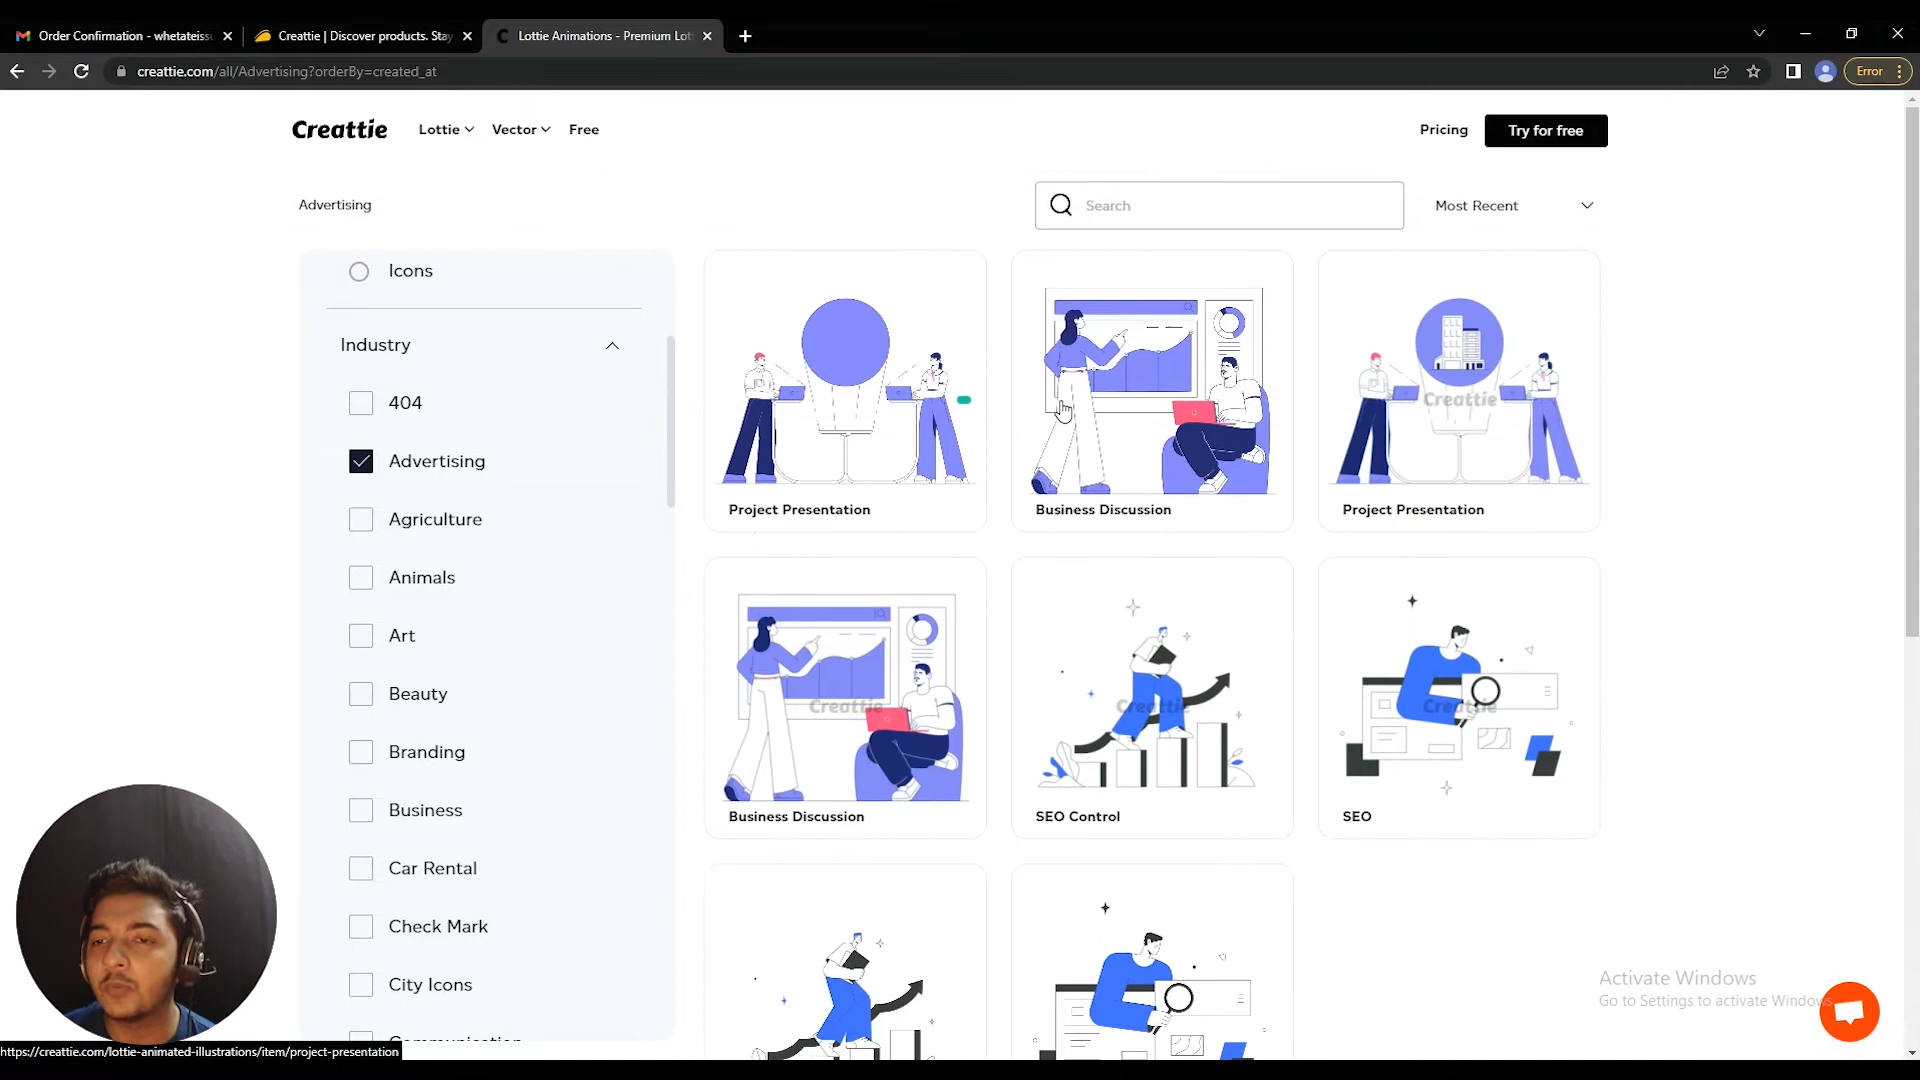 Order Confirmation - whetateiss
Creattie | Discover products. Stay
Lottie Animations - Premium Lot
creattie.com/all/Advertising?orderBy=created_at
Error
Creattie
Lottie
Vector
Free
Pricing
Try for free
Advertising
Search
Most Recent
Icons
Industry
404
Advertising
Agriculture
Animals
Art
Beauty
Branding
Business
Car Rental
Check Mark
City Icons
Communication
Project Presentation
Business Discussion
Creattie
Project Presentation
Creattie
Business Discussion
Creattie
SEO Control
Creattie
SEO
Activate Windows
Go to Settings to activate Windows
https://creattie.com/lottie-animated-illustrations/item/project-presentation